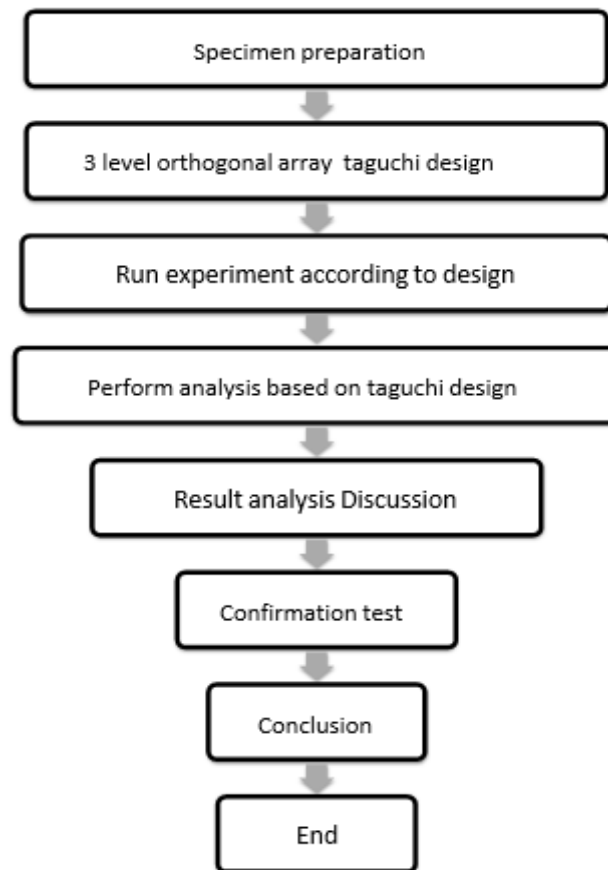 Specimen preparation
3 level orthogonal array taguchi design
Run experiment according to design
Perform analysis based on taguchi design
Result analysis Discussion
Confirmation test
Conclusion
End